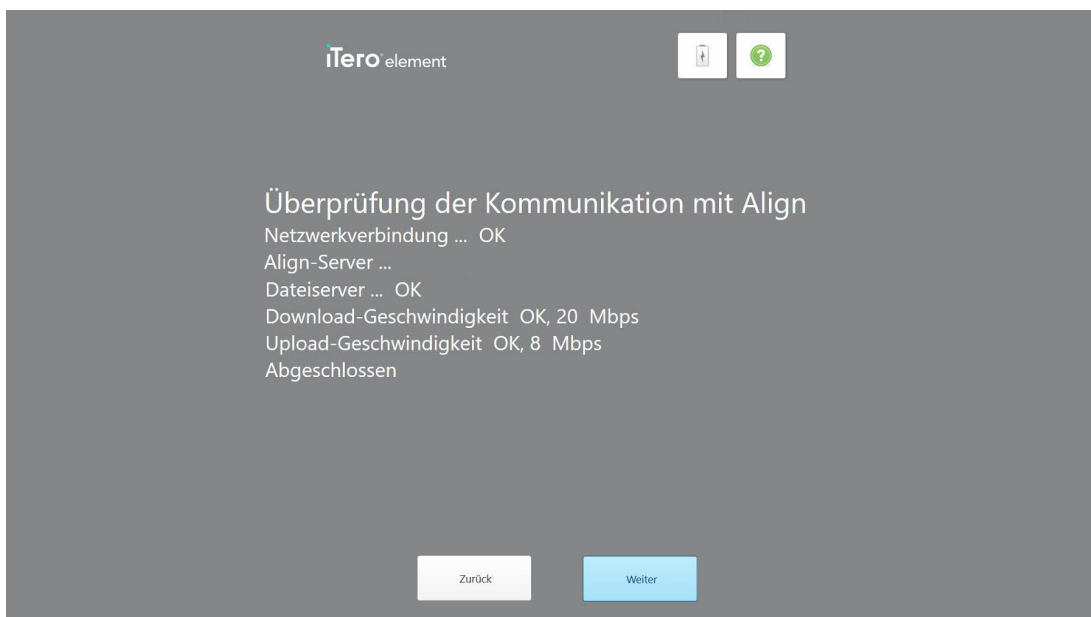 iTero element
?
Überprüfung der Kommunikation mit Align
Netzwerkverbindung ... OK
Align-Server ...
Dateiserver ... OK
Download-Geschwindigkeit OK, 20 Mbps
Upload-Geschwindigkeit OK, 8 Mbps
Abgeschlossen
Zurück
Weiter